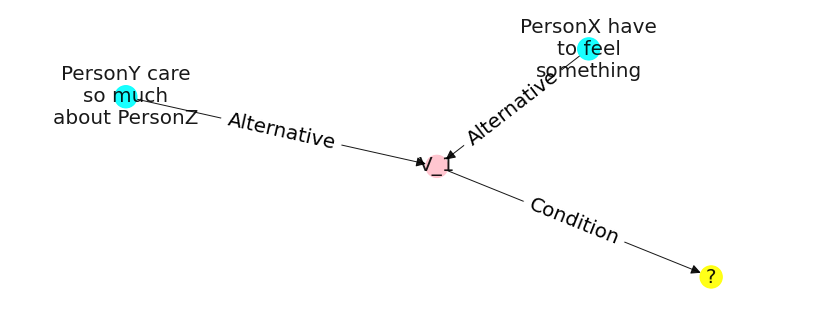 PersonX have
to feel
something
PersonY care
so much
about PersonZ
Alternative
Alternative
V_1
Condition
?